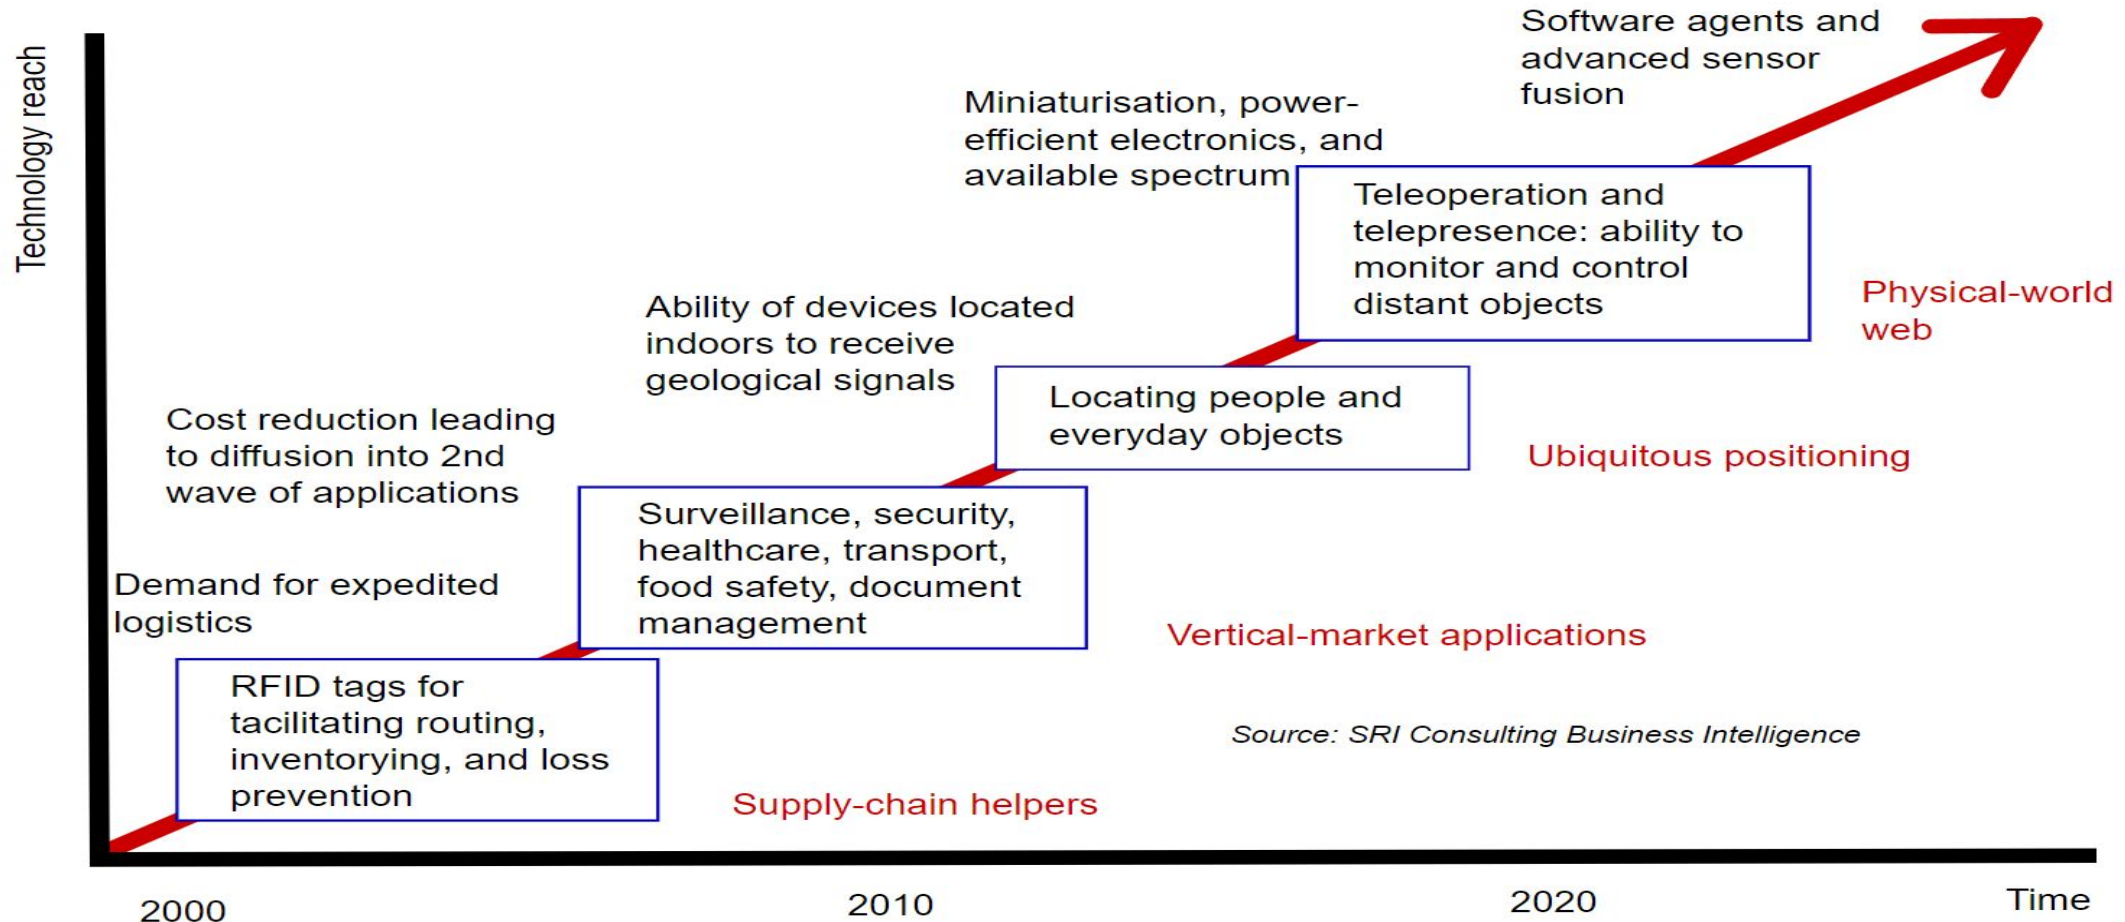 Technology reach
Software agents and
advanced sensor
fusion
Miniaturisation, power-
efficient electronics, and
available spectrum
Teleoperation and
telepresence: ability to
monitor and control
distant objects
Physical-world
web
Ability of devices located
indoors to receive
geological signals
Locating people and
everyday objects
Ubiquitous positioning
Cost reduction leading
to diffusion into 2nd
wave of applications
Surveillance, security,
healthcare, transport,
food safety, document
management
Vertical-market applications
Demand for expedited
logistics
RFID tags for
tacilitating routing,
inventorying, and loss
prevention
Supply-chain helpers
Source: SRI Consulting Business Intelligence
2000
2010
2020
Time